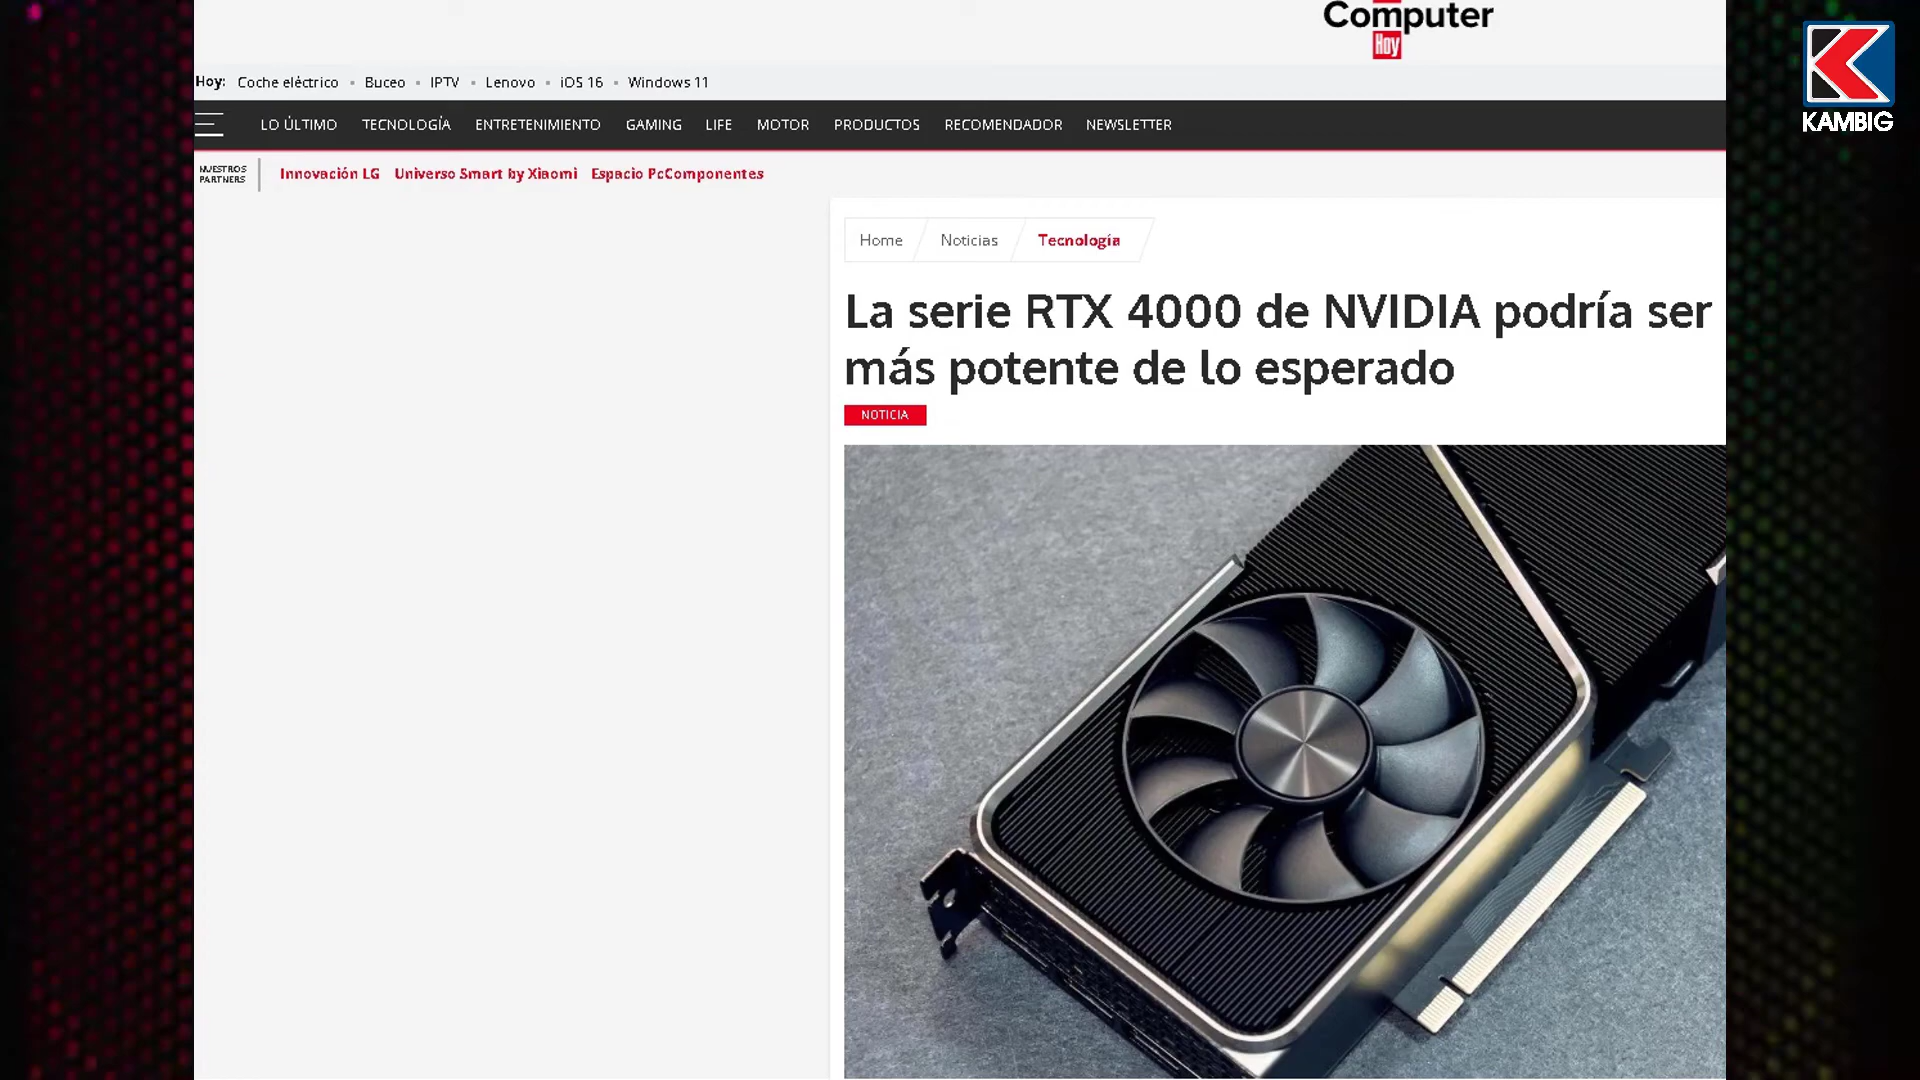 Computer
Hoy
KAMBIG
Hoy: Coche eléctrico • Buceo • IPTV • Lenovo • iOS 16 • Windows 11
LO ÚLTIMO TECNOLOGÍA ENTRETENIMIENTO GAMING LIFE MOTOR PRODUCTOS RECOMENDADOR NEWSLETTER
NUESTROS
PARTNERS
Innovación LG Universo Smart by Xiaomi Espacio PcComponentes
Home Noticias Tecnología
La serie RTX 4000 de NVIDIA podría ser
más potente de lo esperado
NOTICIA